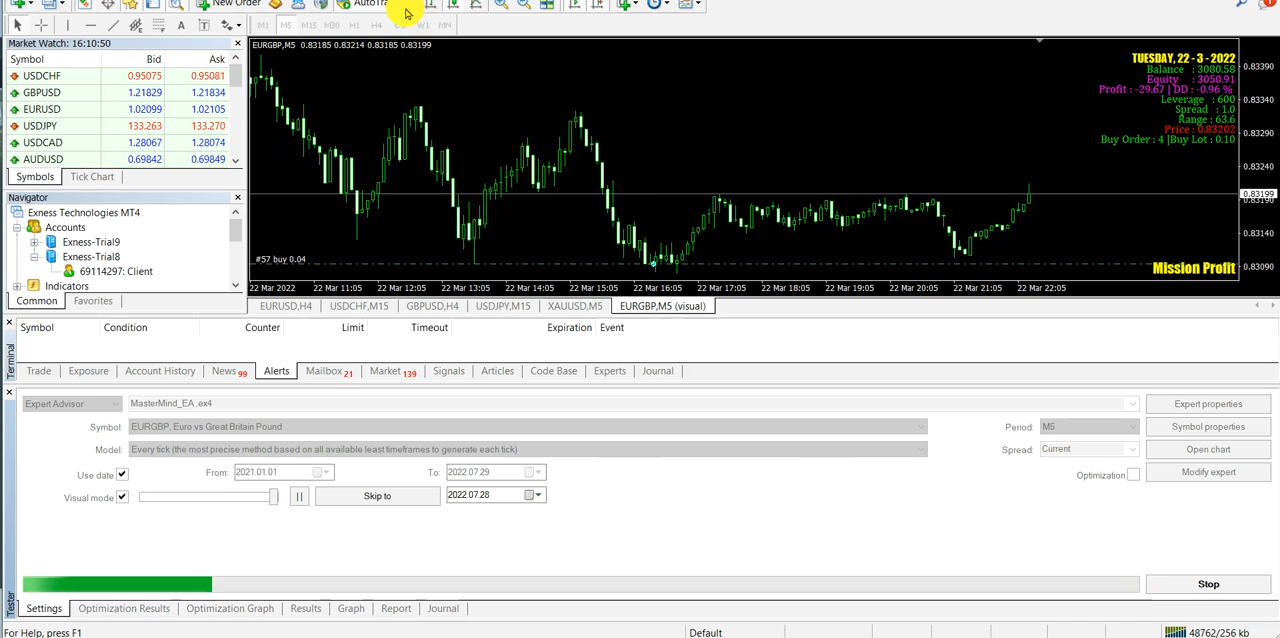 New Order
AutoTra
M1 M5 M15 M30 H1 H4 W1 MN
Market Watch: 16:10:50
Symbol Bid Ask
USDCHF 0.95075 0.95081
GBPUSD 1.21829 1.21834
EURUSD 1.02099 1.02105
USDJPY 133.263 133.270
USDCAD 1.28067 1.28074
AUDUSD 0.69842 0.69849
Symbols Tick Chart
Navigator
Exness Technologies MT4
Accounts
Exness-Trial9
Exness-Trial8
69114297: Client
Indicators
Common Favorites
EURGBP,M5 0.83185 0.83214 0.83185 0.83199
TUESDAY, 22 - 3 - 2022
Balance : 3080.58
Equity : 3050.91
Profit : -29.67 | DD : -0.96 %
Leverage : 600
Spread : 1.0
Range : 63.6
Price : 0.83202
Buy Order : 4 |Buy Lot : 0.10
0.83390
0.83340
0.83290
0.83240
0.83199
0.83190
0.83140
0.83090
#57 buy 0.04
Mission Profit
22 Mar 2022 22 Mar 11:05 22 Mar 12:05 22 Mar 13:05 22 Mar 14:05 22 Mar 15:05 22 Mar 16:05 22 Mar 17:05 22 Mar 18:05 22 Mar 19:05 22 Mar 20:05 22 Mar 21:05 22 Mar 22:05
EURUSD,H4 USDCHF,M15 GBPUSD,H4 USDJPY,M15 XAUUSD,M5 EURGBP,M5 (visual)
Symbol Condition Counter Limit Timeout Expiration Event
Terminal
Trade Exposure Account History News 99 Alerts Mailbox 21 Market 139 Signals Articles Code Base Experts Journal
Expert Advisor MasterMind_EA .ex4 Expert properties
Symbol: EURGBP, Euro vs Great Britain Pound Period: M5 Symbol properties
Model: Every tick (the most precise method based on all available least timeframes to generate each tick) Spread: Current Open chart
Use date From: 2021.01.01 To: 2022.07.29 Optimization Modify expert
Visual mode Skip to 2022.07.28
Stop
Tester
Settings Optimization Results Optimization Graph Results Graph Report Journal
For Help, press F1 Default 48762/256 kb